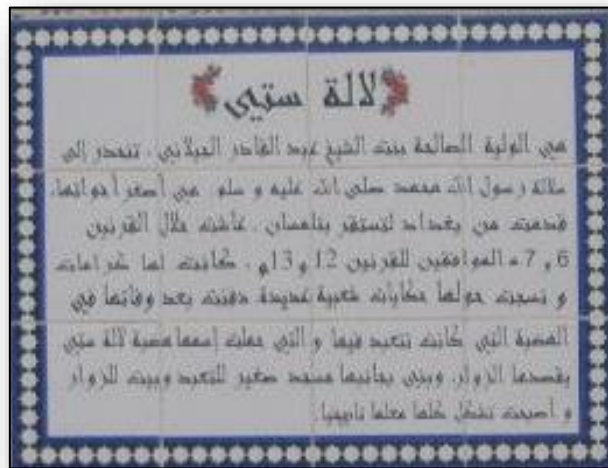 لالة ستي
هي الولية الصالحة بنت الشيخ عبد القادر الجيلاني . تنحدر إلى
سلالة رسول الله محمد صلى الله عليه و سلم هي أصغر أخواتها.
قدمت من بغداد لتستقر بتلمسان . عاشت خلال القرنين
6 و 7 ه الموافقين للقرنين 12 و 13م . كانت لها كرامات
و نسجت حولها حكايات شعبية عديدة. دفنت بعد وفاتها في
الهضبة التي كانت تتعبد فيها و التي حملت إسمها هضبة لالة ستي
يقصدها الزوار. وبني بجانبها مسجد صغير للتعبد وبيت للزوار
و أصبحت تشكل كلها معلما تاريخيا.